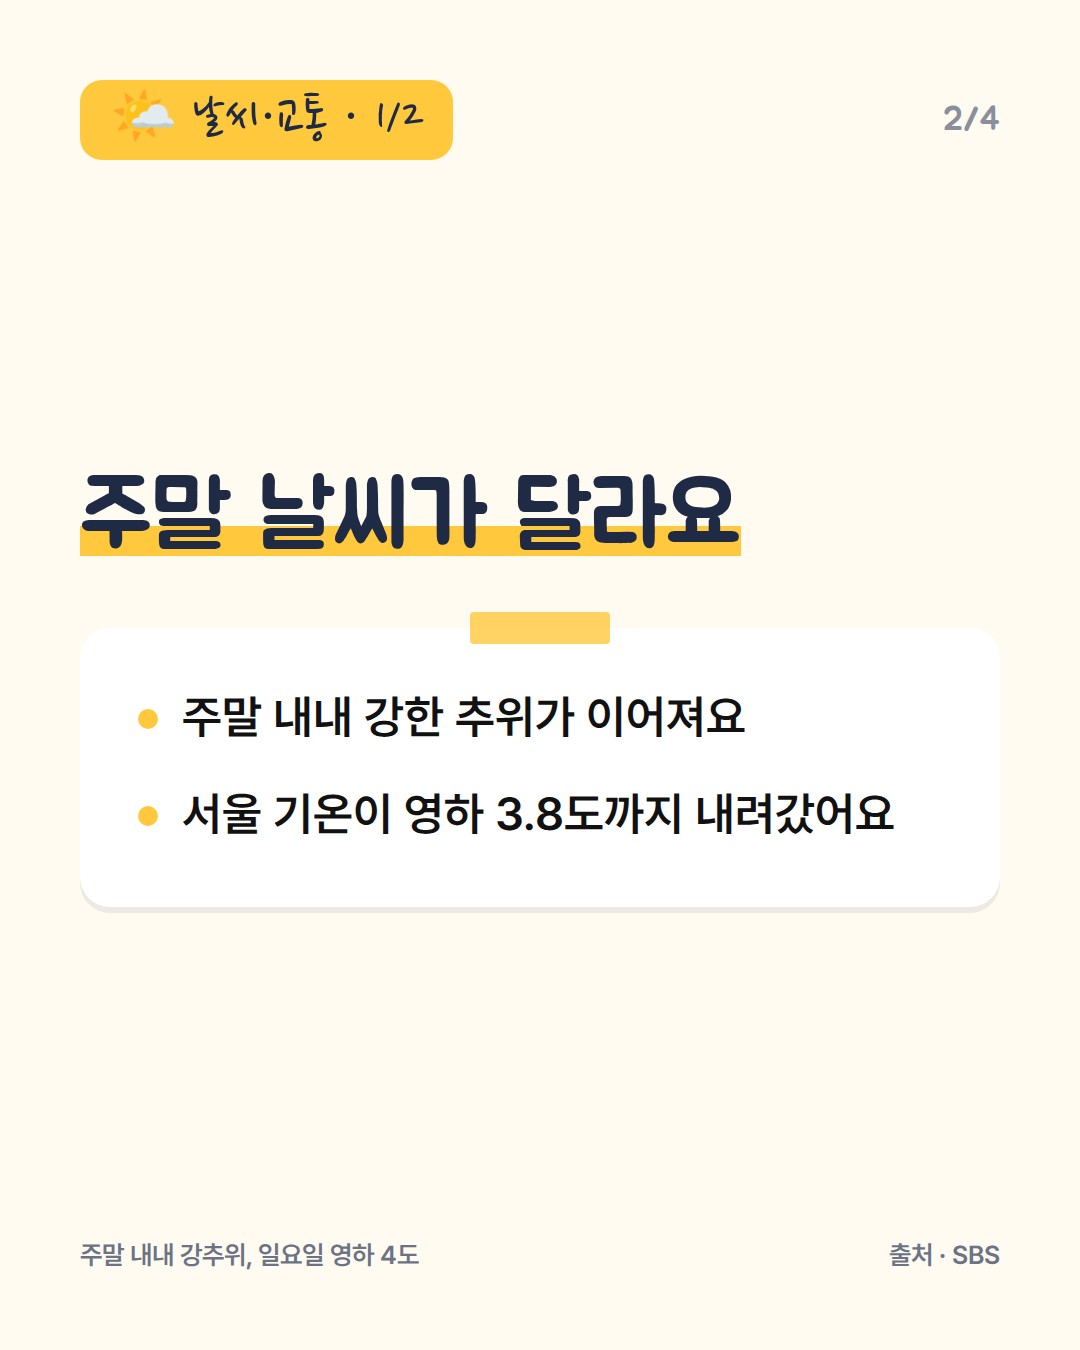 날씨·교통 · 1/2
2/4
주말 날씨가 달라요
주말 내내 강한 추위가 이어져요
서울 기온이 영하 3.8도까지 내려갔어요
주말 내내 강추위, 일요일 영하 4도
출처 · SBS